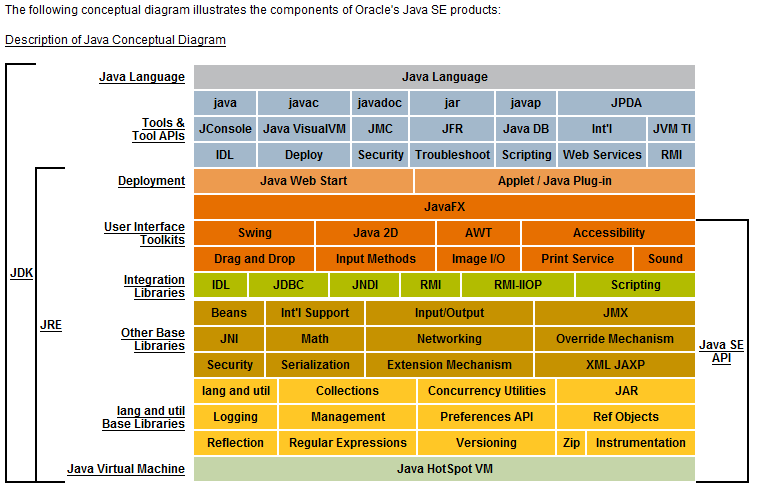 The following conceptual diagram illustrates the components of Oracle's Java SE products:
Description of Java Conceptual Diagram
Java Language
Java Language
java javac javadoc jar javap JPDA
Tools &
Tool APIs
JConsole Java VisualVM JMC JFR Java DB Int'l JVM TI
IDL Deploy Security Troubleshoot Scripting Web Services RMI
Deployment
Java Web Start Applet / Java Plug-in
JavaFX
User Interface
Toolkits
Swing Java 2D AWT Accessibility
Drag and Drop Input Methods Image I/O Print Service Sound
Integration
Libraries
IDL JDBC JNDI RMI RMI-IIOP Scripting
JDK
JRE
Other Base
Libraries
Beans Int'l Support Input/Output JMX
JNI Math Networking Override Mechanism
Security Serialization Extension Mechanism XML JAXP
Java SE
API
lang and util
Base Libraries
lang and util Collections Concurrency Utilities JAR
Logging Management Preferences API Ref Objects
Reflection Regular Expressions Versioning Zip Instrumentation
Java Virtual Machine
Java HotSpot VM